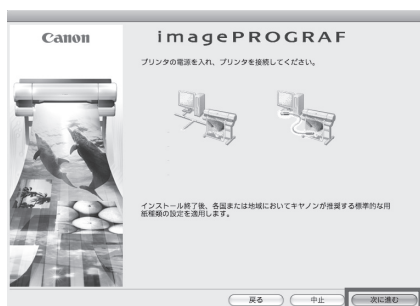 Canon
imagePROGRAF
プリンタの電源を入れ、プリンタを接続してください。
インストール終了後、各国または地域においてキヤノンが推奨する標準的な用
紙種類の設定を適用します。
戻る
中止
次に進む